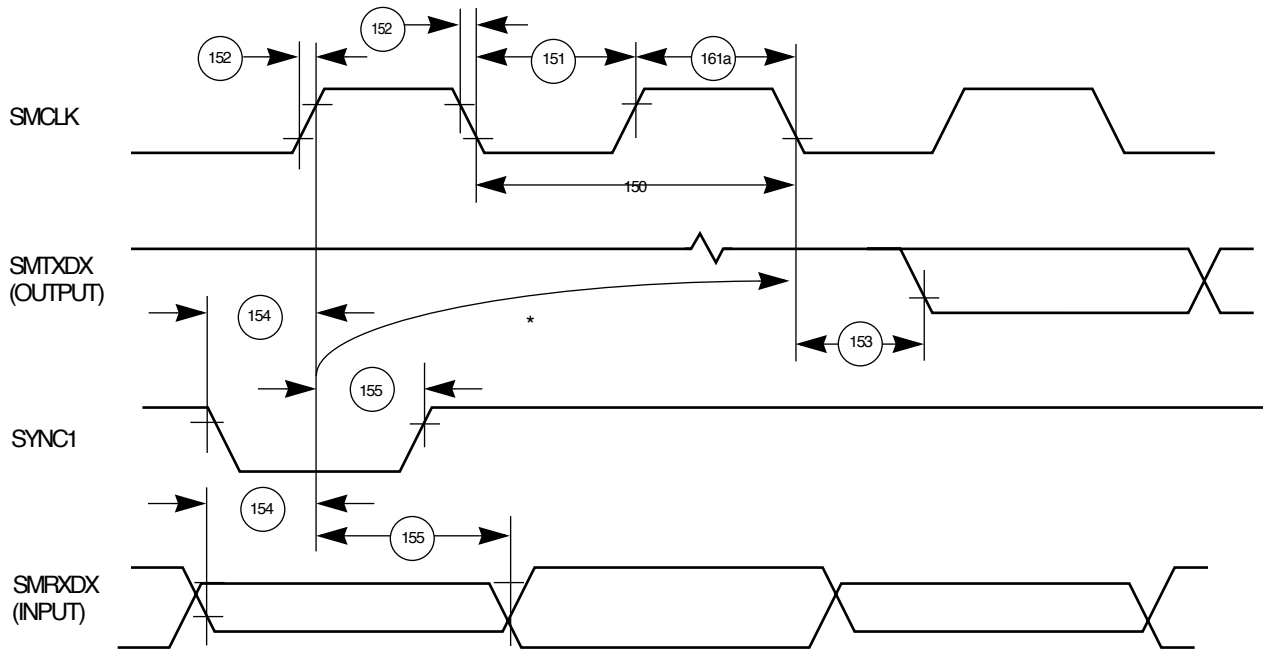 152
152
151
161a
SMCLK
150
SMTXDX
(OUTPUT)
154
*
153
155
SYNC1
154
155
SMRXDX
(INPUT)